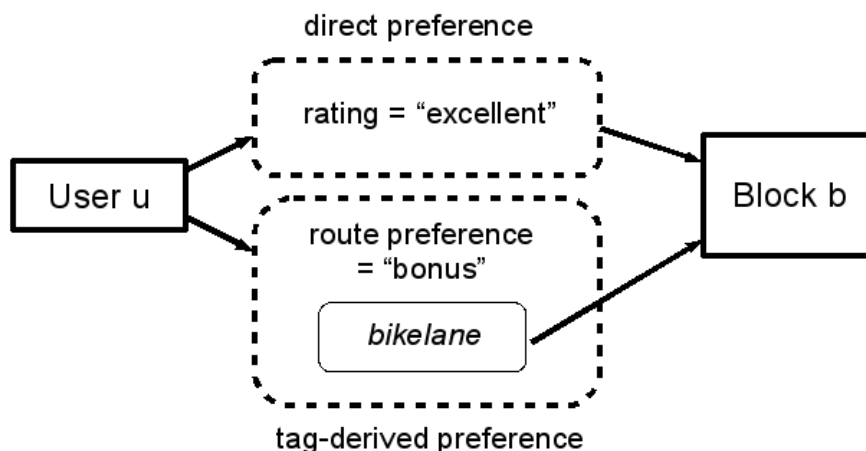 direct preference
rating = “excellent”
User u
Block b
route preference
= “bonus”
bikelane
tag-derived preference